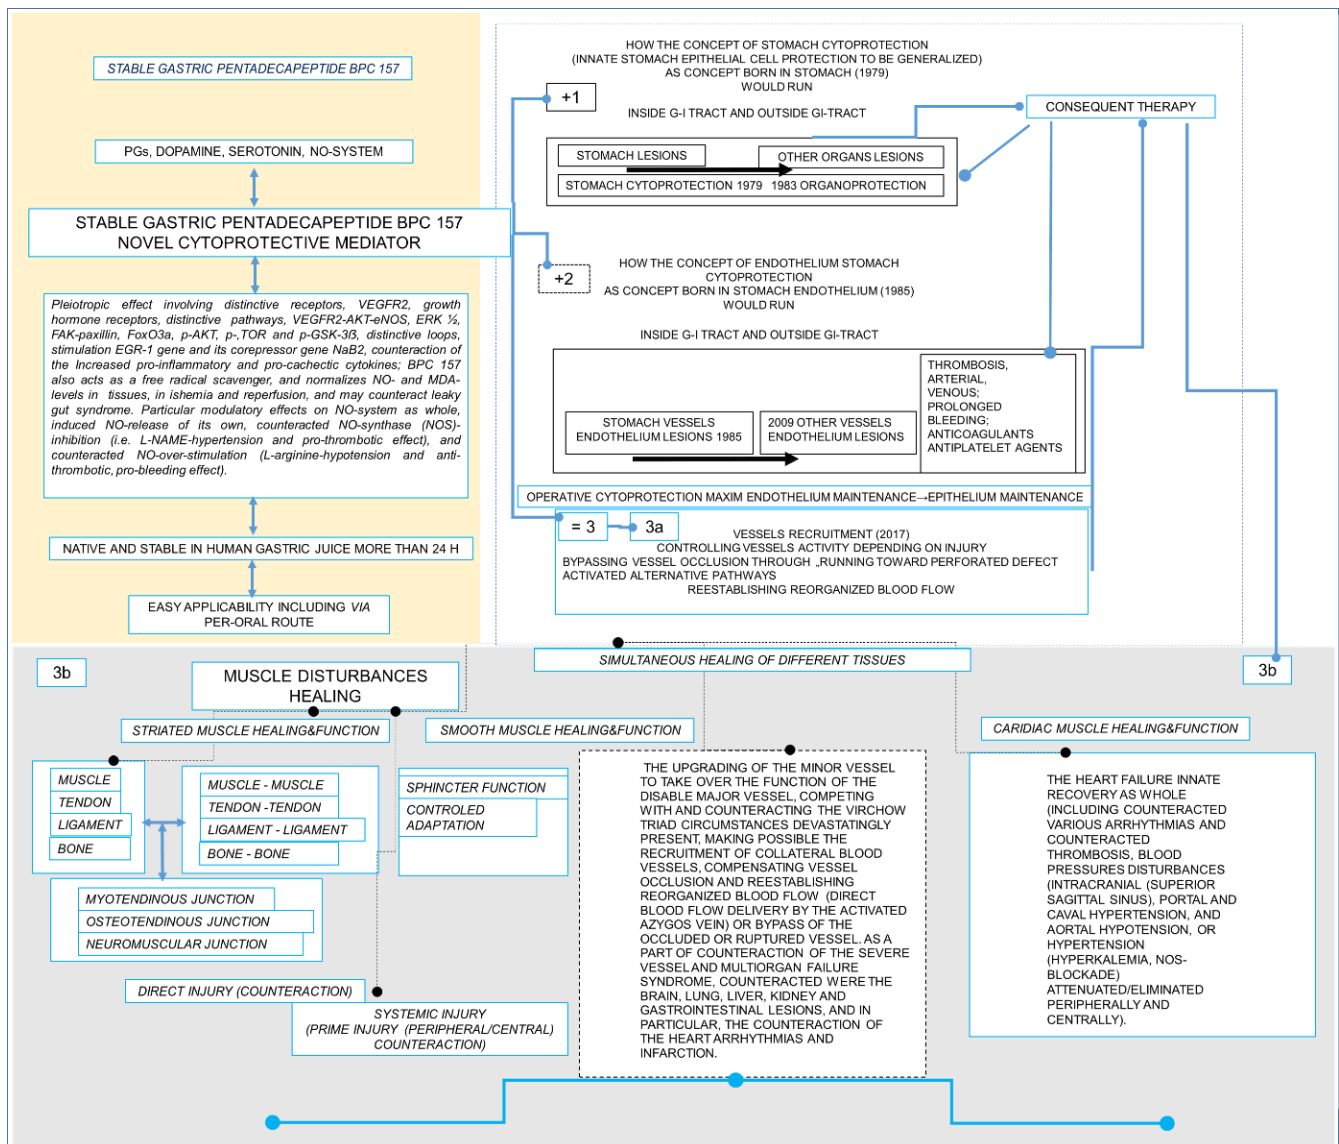 STABLE GASTRIC PENTADECAPEPTIDE BPC 157
PGs, DOPAMINE, SEROTONIN, NO-SYSTEM
STABLE GASTRIC PENTADECAPEPTIDE BPC 157
NOVEL CYTOPROTECTIVE MEDIATOR
Pleiotropic effect involving distinctive receptors, VEGFR2, growth
hormone receptors, distinctive pathways, VEGFR2-AKT-eNOS, ERK ½,
FAK-paxillin, FoxO3a, p-AKT, p-,TOR and p-GSK-3ß, distinctive loops,
stimulation EGR-1 gene and its corepressor gene NaB2, counteraction of
the Increased pro-inflammatory and pro-cachectic cytokines; BPC 157
also acts as a free radical scavenger, and normalizes NO- and MDA-
levels in tissues, in ishemia and reperfusion, and may counteract leaky
gut syndrome. Particular modulatory effects on NO-system as whole,
induced NO-release of its own, counteracted NO-synthase (NOS)-
inhibition (i.e. L-NAME-hypertension and pro-thrombotic effect), and
counteracted NO-over-stimulation (L-arginine-hypotension and anti-
thrombotic, pro-bleeding effect).
NATIVE AND STABLE IN HUMAN GASTRIC JUICE MORE THAN 24 H
EASY APPLICABILITY INCLUDING VIA
PER-ORAL ROUTE
HOW THE CONCEPT OF STOMACH CYTOPROTECTION
(INNATE STOMACH EPITHELIAL CELL PROTECTION TO BE GENERALIZED)
AS CONCEPT BORN IN STOMACH (1979)
WOULD RUN
+1
INSIDE G-I TRACT AND OUTSIDE GI-TRACT
CONSEQUENT THERAPY
STOMACH LESIONS
OTHER ORGANS LESIONS
STOMACH CYTOPROTECTION 1979 1983 ORGANOPROTECTION
+2
HOW THE CONCEPT OF ENDOTHELIUM STOMACH
CYTOPROTECTION
AS CONCEPT BORN IN STOMACH ENDOTHELIUM (1985)
WOULD RUN
INSIDE G-I TRACT AND OUTSIDE GI-TRACT
STOMACH VESSELS
ENDOTHELIUM LESIONS 1985
2009 OTHER VESSELS
ENDOTHELIUM LESIONS
THROMBOSIS,
ARTERIAL,
VENOUS;
PROLONGED
BLEEDING;
ANTICOAGULANTS
ANTIPLATELET AGENTS
OPERATIVE CYTOPROTECTION MAXIM ENDOTHELIUM MAINTENANCE→EPITHELIUM MAINTENANCE
= 3
3a
VESSELS RECRUITMENT (2017)
CONTROLLING VESSELS ACTIVITY DEPENDING ON INJURY
BYPASSING VESSEL OCCLUSION THROUGH „RUNNING TOWARD PERFORATED DEFECT
ACTIVATED ALTERNATIVE PATHWAYS
REESTABLISHING REORGANIZED BLOOD FLOW
3b
MUSCLE DISTURBANCES
HEALING
SIMULTANEOUS HEALING OF DIFFERENT TISSUES
3b
STRIATED MUSCLE HEALING&FUNCTION
SMOOTH MUSCLE HEALING&FUNCTION
CARIDIAC MUSCLE HEALING&FUNCTION
MUSCLE
TENDON
LIGAMENT
BONE
MUSCLE - MUSCLE
TENDON -TENDON
LIGAMENT - LIGAMENT
BONE - BONE
MYOTENDINOUS JUNCTION
OSTEOTENDINOUS JUNCTION
NEUROMUSCULAR JUNCTION
SPHINCTER FUNCTION
CONTROLED
ADAPTATION
DIRECT INJURY (COUNTERACTION)
SYSTEMIC INJURY
(PRIME INJURY (PERIPHERAL/CENTRAL)
COUNTERACTION)
THE UPGRADING OF THE MINOR VESSEL
TO TAKE OVER THE FUNCTION OF THE
DISABLE MAJOR VESSEL, COMPETING
WITH AND COUNTERACTING THE VIRCHOW
TRIAD CIRCUMSTANCES DEVASTATINGLY
PRESENT, MAKING POSSIBLE THE
RECRUITMENT OF COLLATERAL BLOOD
VESSELS, COMPENSATING VESSEL
OCCLUSION AND REESTABLISHING
REORGANIZED BLOOD FLOW (DIRECT
BLOOD FLOW DELIVERY BY THE ACTIVATED
AZYGOS VEIN) OR BYPASS OF THE
OCCLUDED OR RUPTURED VESSEL. AS A
PART OF COUNTERACTION OF THE SEVERE
VESSEL AND MULTIORGAN FAILURE
SYNDROME, COUNTERACTED WERE THE
BRAIN, LUNG, LIVER, KIDNEY AND
GASTROINTESTINAL LESIONS, AND IN
PARTICULAR, THE COUNTERACTION OF
THE HEART ARRHYTHMIAS AND
INFARCTION.
THE HEART FAILURE INNATE
RECOVERY AS WHOLE
(INCLUDING COUNTERACTED
VARIOUS ARRHYTHMIAS AND
COUNTERACTED
THROMBOSIS, BLOOD
PRESSURES DISTURBANCES
(INTRACRANIAL (SUPERIOR
SAGITTAL SINUS), PORTAL AND
CAVAL HYPERTENSION, AND
AORTAL HYPOTENSION, OR
HYPERTENSION
(HYPERKALEMIA, NOS-
BLOCKADE)
ATTENUATED/ELIMINATED
PERIPHERALLY AND
CENTRALLY).